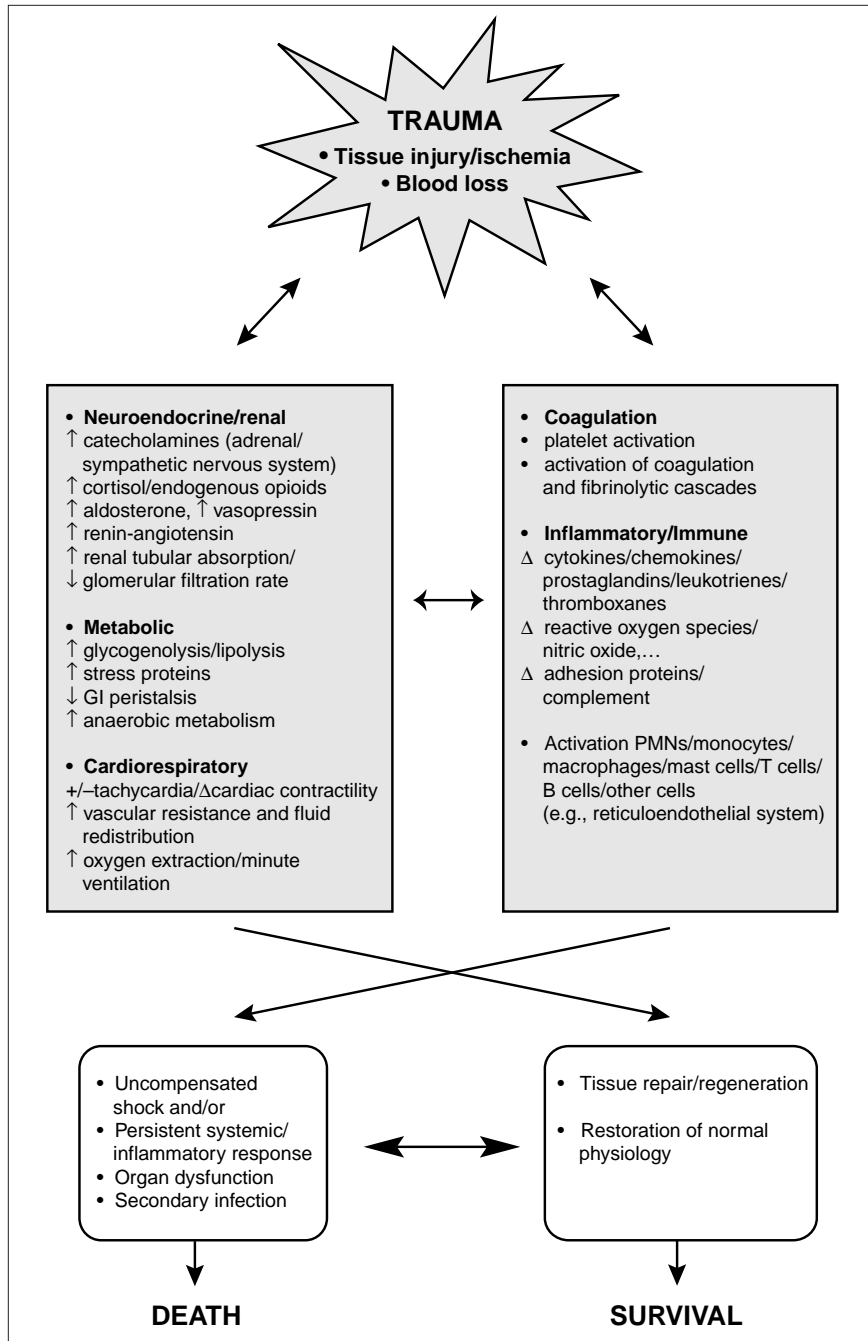 TRAUMA
• Tissue injury/ischemia
• Blood loss
• Neuroendocrine/renal
↑ catecholamines (adrenal/
sympathetic nervous system)
↑ cortisol/endogenous opioids
↑ aldosterone, ↑ vasopressin
↑ renin-angiotensin
↑ renal tubular absorption/
↓ glomerular filtration rate
• Metabolic
↑ glycogenolysis/lipolysis
↑ stress proteins
↓ GI peristalsis
↑ anaerobic metabolism
• Cardiorespiratory
+/–tachycardia/Δcardiac contractility
↑ vascular resistance and fluid
redistribution
↑ oxygen extraction/minute
ventilation
• Coagulation
• platelet activation
• activation of coagulation
and fibrinolytic cascades
• Inflammatory/Immune
Δ cytokines/chemokines/
prostaglandins/leukotrienes/
thromboxanes
Δ reactive oxygen species/
nitric oxide,…
Δ adhesion proteins/
complement
• Activation PMNs/monocytes/
macrophages/mast cells/T cells/
B cells/other cells
(e.g., reticuloendothelial system)
• Uncompensated
shock and/or
• Persistent systemic/
inflammatory response
• Organ dysfunction
• Secondary infection
• Tissue repair/regeneration
• Restoration of normal
physiology
DEATH
SURVIVAL